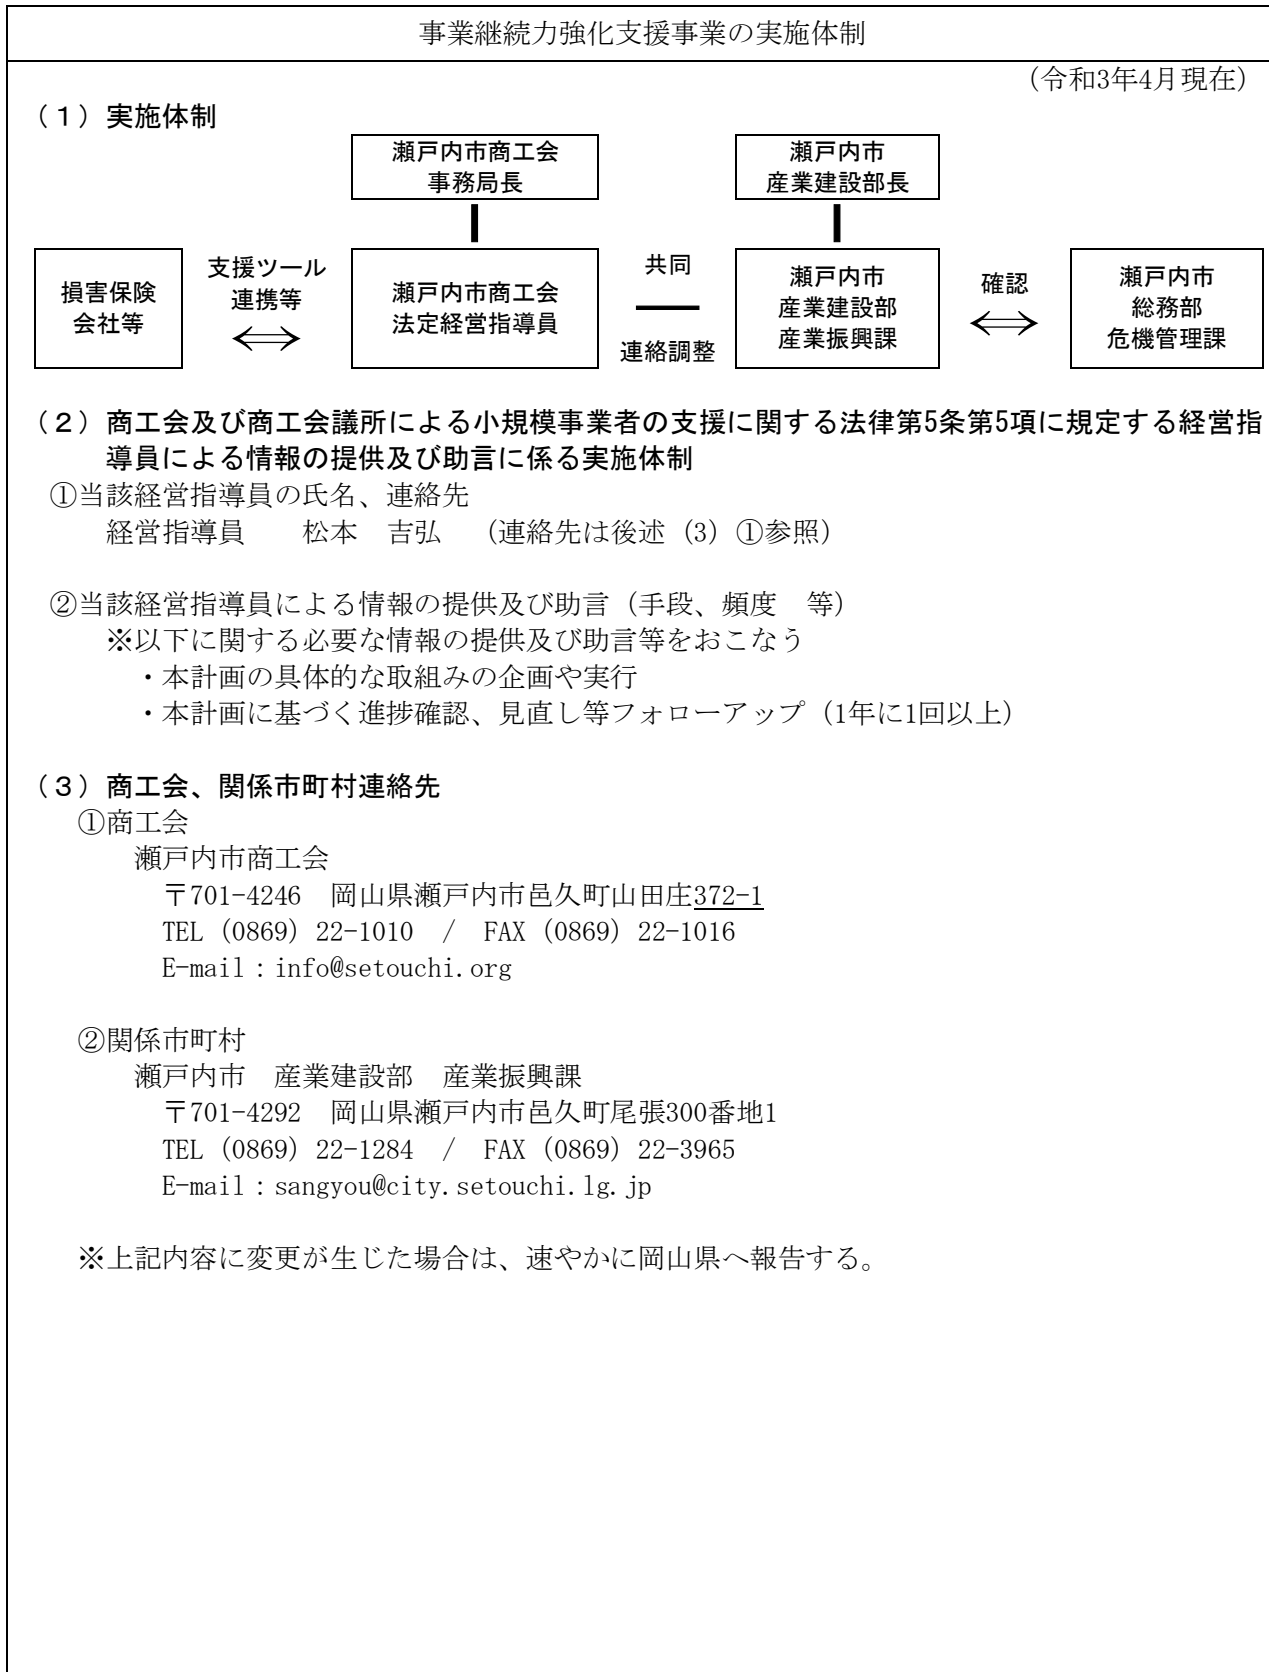 事業継続力強化支援事業の実施体制
（令和3年4月現在）
（１）実施体制
瀬戸内市商工会
事務局長
瀬戸内市
産業建設部長
損害保険
会社等
支援ツール
連携等
瀬戸内市商工会
法定経営指導員
共同
連絡調整
瀬戸内市
産業建設部
産業振興課
確認
瀬戸内市
総務部
危機管理課
（２）商工会及び商工会議所による小規模事業者の支援に関する法律第5条第5項に規定する経営指
導員による情報の提供及び助言に係る実施体制
①当該経営指導員の氏名、連絡先
経営指導員　　松本　吉弘　（連絡先は後述（3）①参照）
②当該経営指導員による情報の提供及び助言（手段、頻度　等）
※以下に関する必要な情報の提供及び助言等をおこなう
・本計画の具体的な取組みの企画や実行
・本計画に基づく進捗確認、見直し等フォローアップ（1年に1回以上）
（３）商工会、関係市町村連絡先
①商工会
瀬戸内市商工会
〒701-4246　岡山県瀬戸内市邑久町山田庄372-1
TEL（0869）22-1010　/　FAX（0869）22-1016
E-mail：info@setouchi.org
②関係市町村
瀬戸内市　産業建設部　産業振興課
〒701-4292　岡山県瀬戸内市邑久町尾張300番地1
TEL（0869）22-1284　/　FAX（0869）22-3965
E-mail：sangyou@city.setouchi.lg.jp
※上記内容に変更が生じた場合は、速やかに岡山県へ報告する。